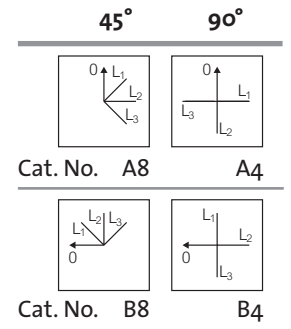 45° 90°
0 L1 L2 L3 0 L1 L2 L3
Cat. No. A8 A4
L1 L2 L3 0 L1 L2 L3 0
Cat. No. B8 B4